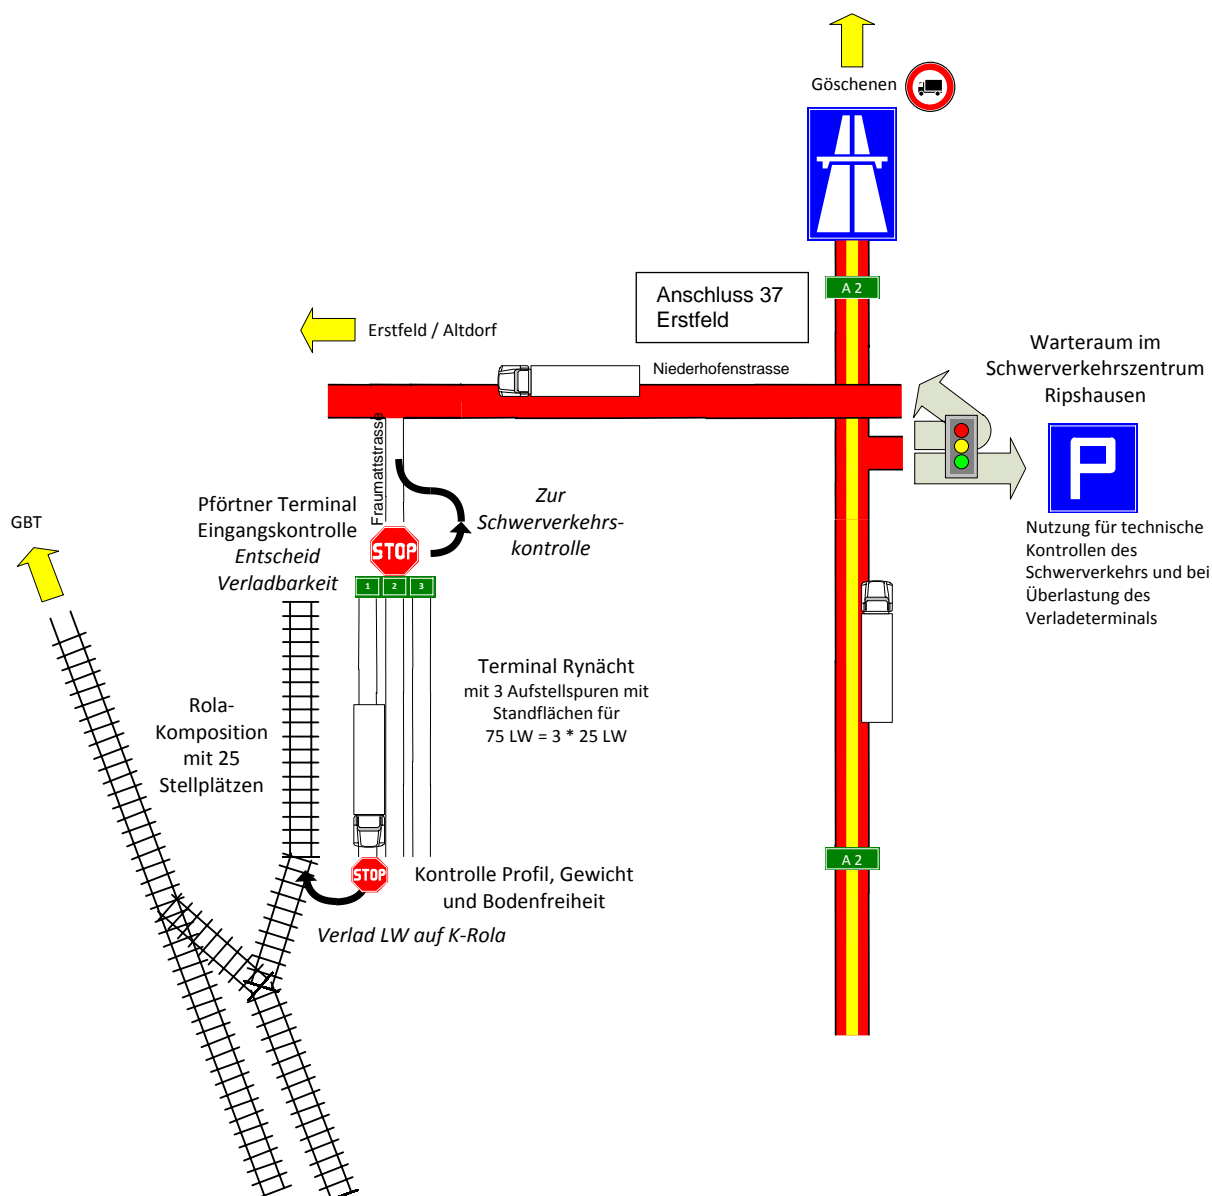 Göschenen
A 2
Anschluss 37
Erstfeld
Erstfeld / Altdorf
Niederhofenstrasse
Warteraum im
Schwerverkehrszentrum
Ripshausen
P
Nutzung für technische
Kontrollen des
Schwerverkehrs und bei
Überlastung des
Verladeterminals
Fraumattstrasse
Pförtner Terminal
Eingangskontrolle
Entscheid
Verladbarkeit
Zur
Schwerverkehrs-
kontrolle
STOP
1 2 3
GBT
Terminal Rynächt
mit 3 Aufstellspuren mit
Standflächen für
75 LW = 3 * 25 LW
Rola-
Komposition
mit 25
Stellplätzen
A 2
STOP
Kontrolle Profil, Gewicht
und Bodenfreiheit
Verlad LW auf K-Rola